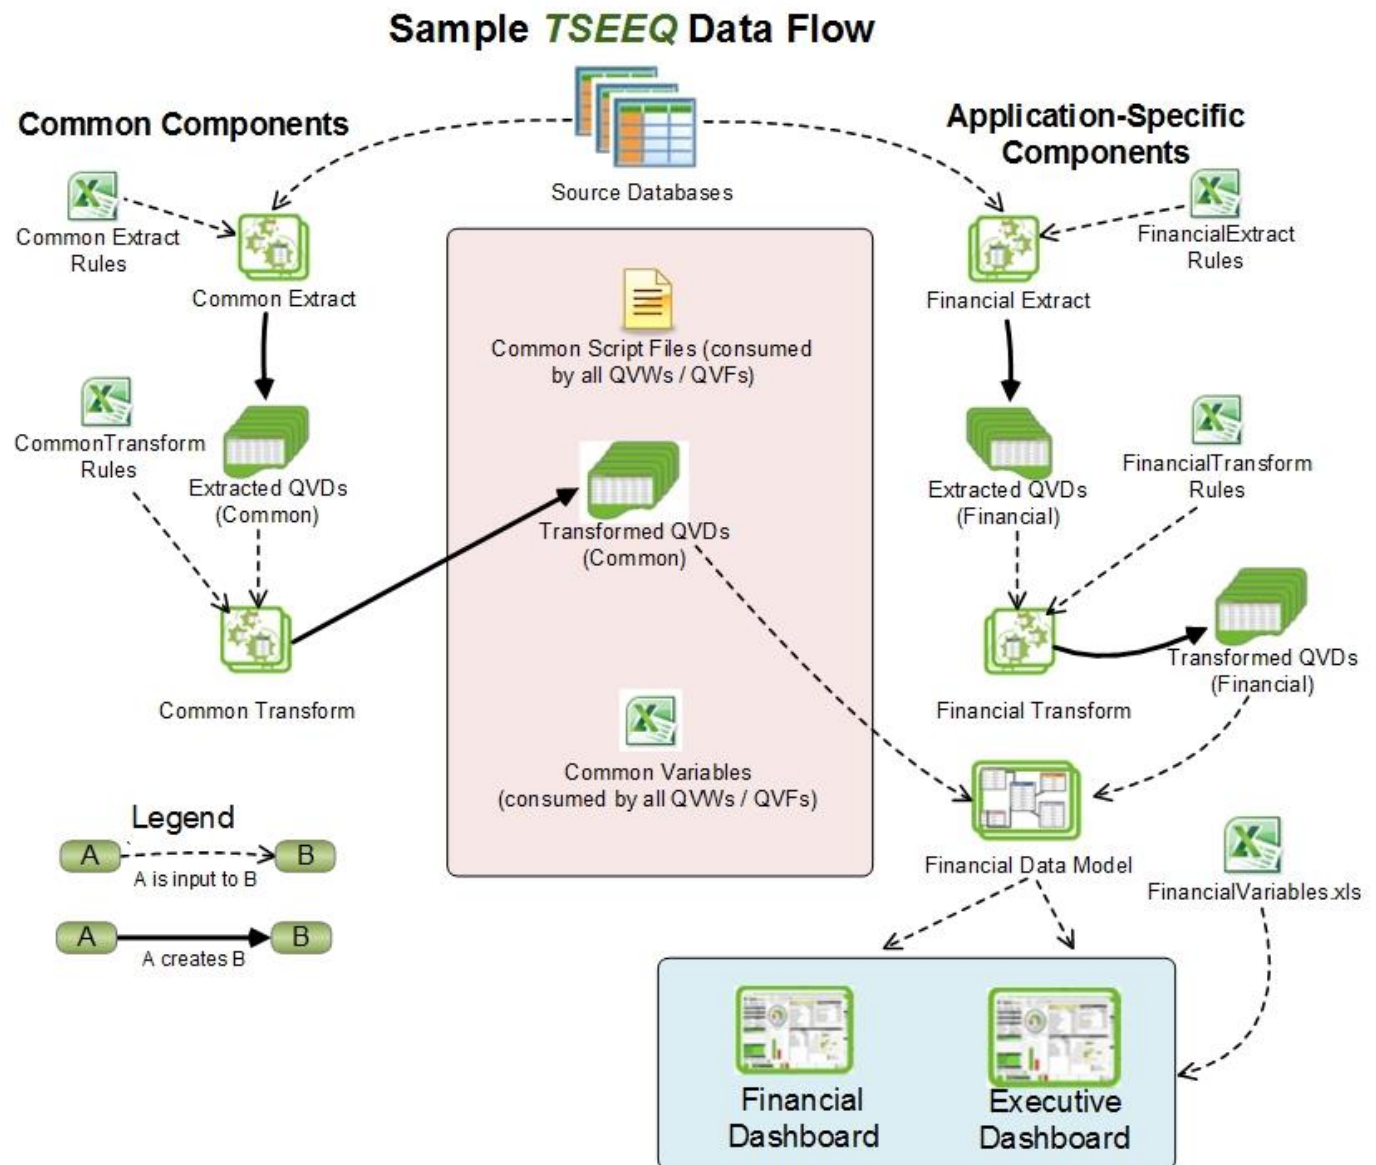 Sample TSEEQ Data Flow
Common Components
Application-Specific
Components
Source Databases
Common Extract
Rules
Common Extract
FinancialExtract
Rules
Financial Extract
Common Script Files (consumed
by all QVWs / QVFs)
CommonTransform
Rules
Extracted QVDs
(Common)
Transformed QVDs
(Common)
Extracted QVDs
(Financial)
FinancialTransform
Rules
Common Transform
Financial Transform
Transformed QVDs
(Financial)
Common Variables
(consumed by all QVWs / QVFs)
Legend
A
B
A is input to B
A
B
A creates B
Financial Data Model
FinancialVariables.xls
Financial
Dashboard
Executive
Dashboard